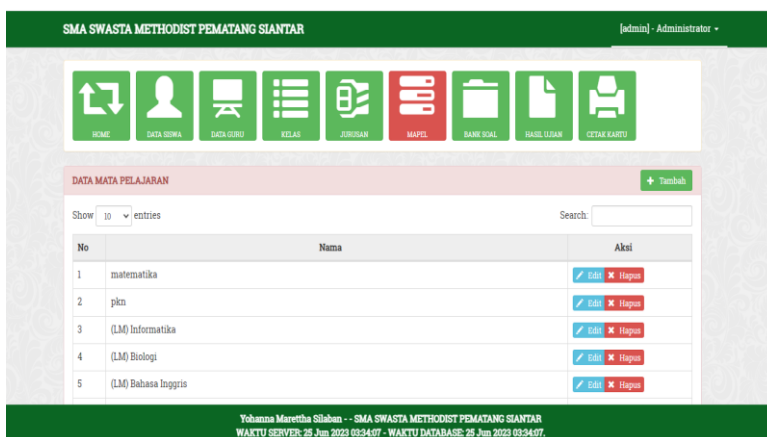 SMA SWASTA METHODIST PEMATANG SIANTAR
[admin] - Administrator
HOME DATA SISWA DATA GURU KELAS JURUSAN MAPEL BANK SOAL HASIL UJIAN CETAK KARTU
DATA MATA PELAJARAN
+ Tambah
Show 10 entries
Search:
No Nama Aksi
1 matematika Edit Hapus
2 pkn Edit Hapus
3 (LM) Informatika Edit Hapus
4 (LM) Biologi Edit Hapus
5 (LM) Bahasa Inggris Edit Hapus
Yohanna Marettha Silaban - - SMA SWASTA METHODIST PEMATANG SIANTAR
WAKTU SERVER: 25 Jun 2023 03:34:07 - WAKTU DATABASE: 25 Jun 2023 03:34:07.